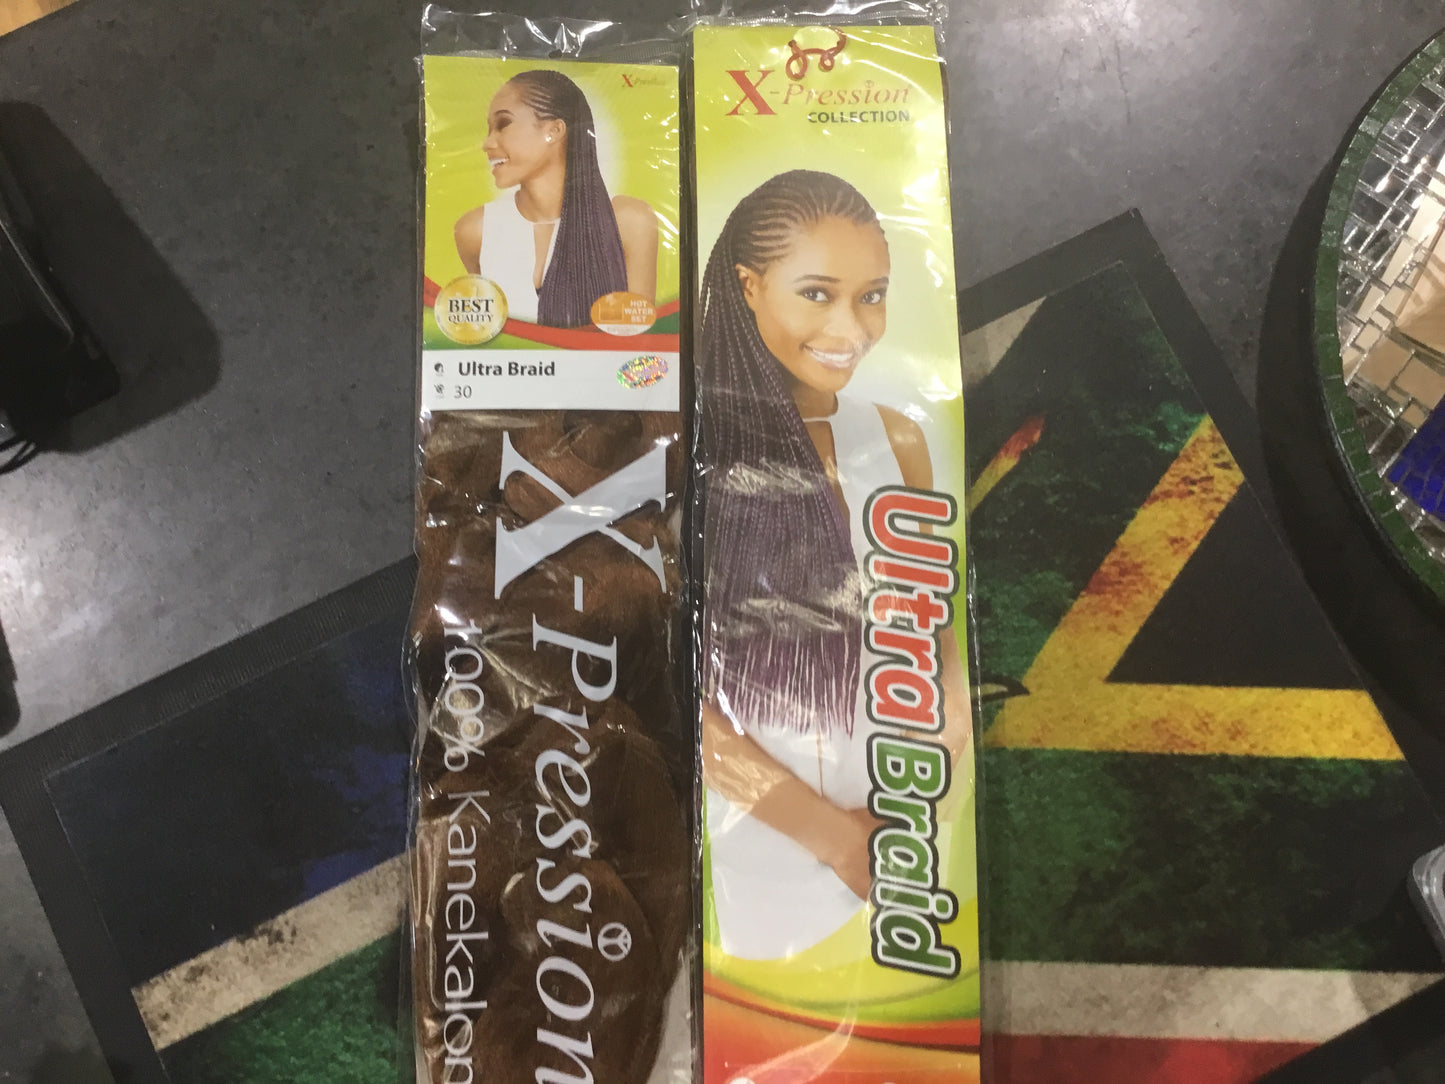 X-Pression
BEST
QUALITY
HOT
WATER
SET
Ultra Braid
30
X-Pression
100% Kanekalon
X-Pression
COLLECTION
Ultra Braid